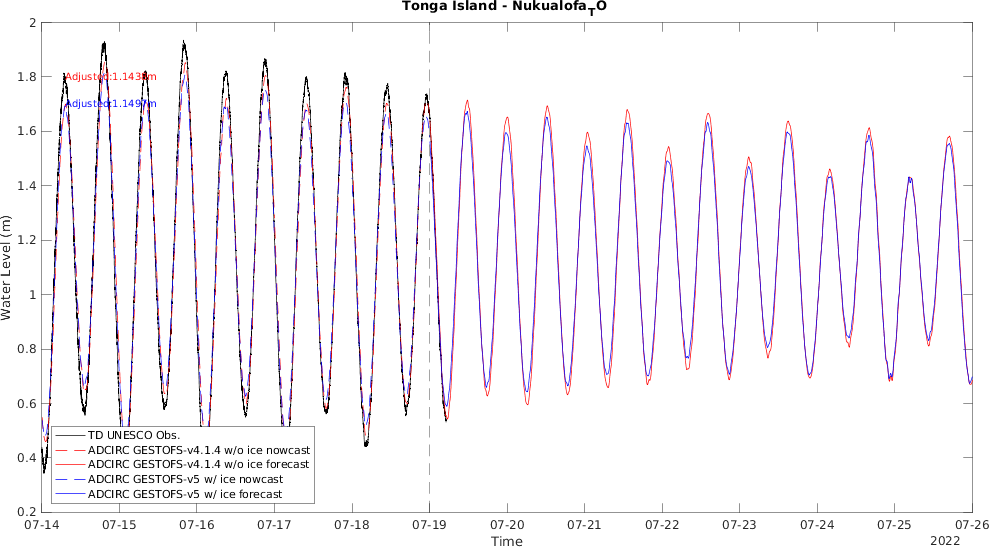 Tonga Island - Nukualofa_TO
Water Level (m)
2
1.8
1.6
1.4
1.2
1
0.8
0.6
0.4
0.2
Adjusted:1.1438m
Adjusted:1.1497m
TD UNESCO Obs.
ADCIRC GESTOFS-v4.1.4 w/o ice nowcast
ADCIRC GESTOFS-v4.1.4 w/o ice forecast
ADCIRC GESTOFS-v5 w/ ice nowcast
ADCIRC GESTOFS-v5 w/ ice forecast
07-14 07-15 07-16 07-17 07-18 07-19 07-20 07-21 07-22 07-23 07-24 07-25 07-26
Time
2022